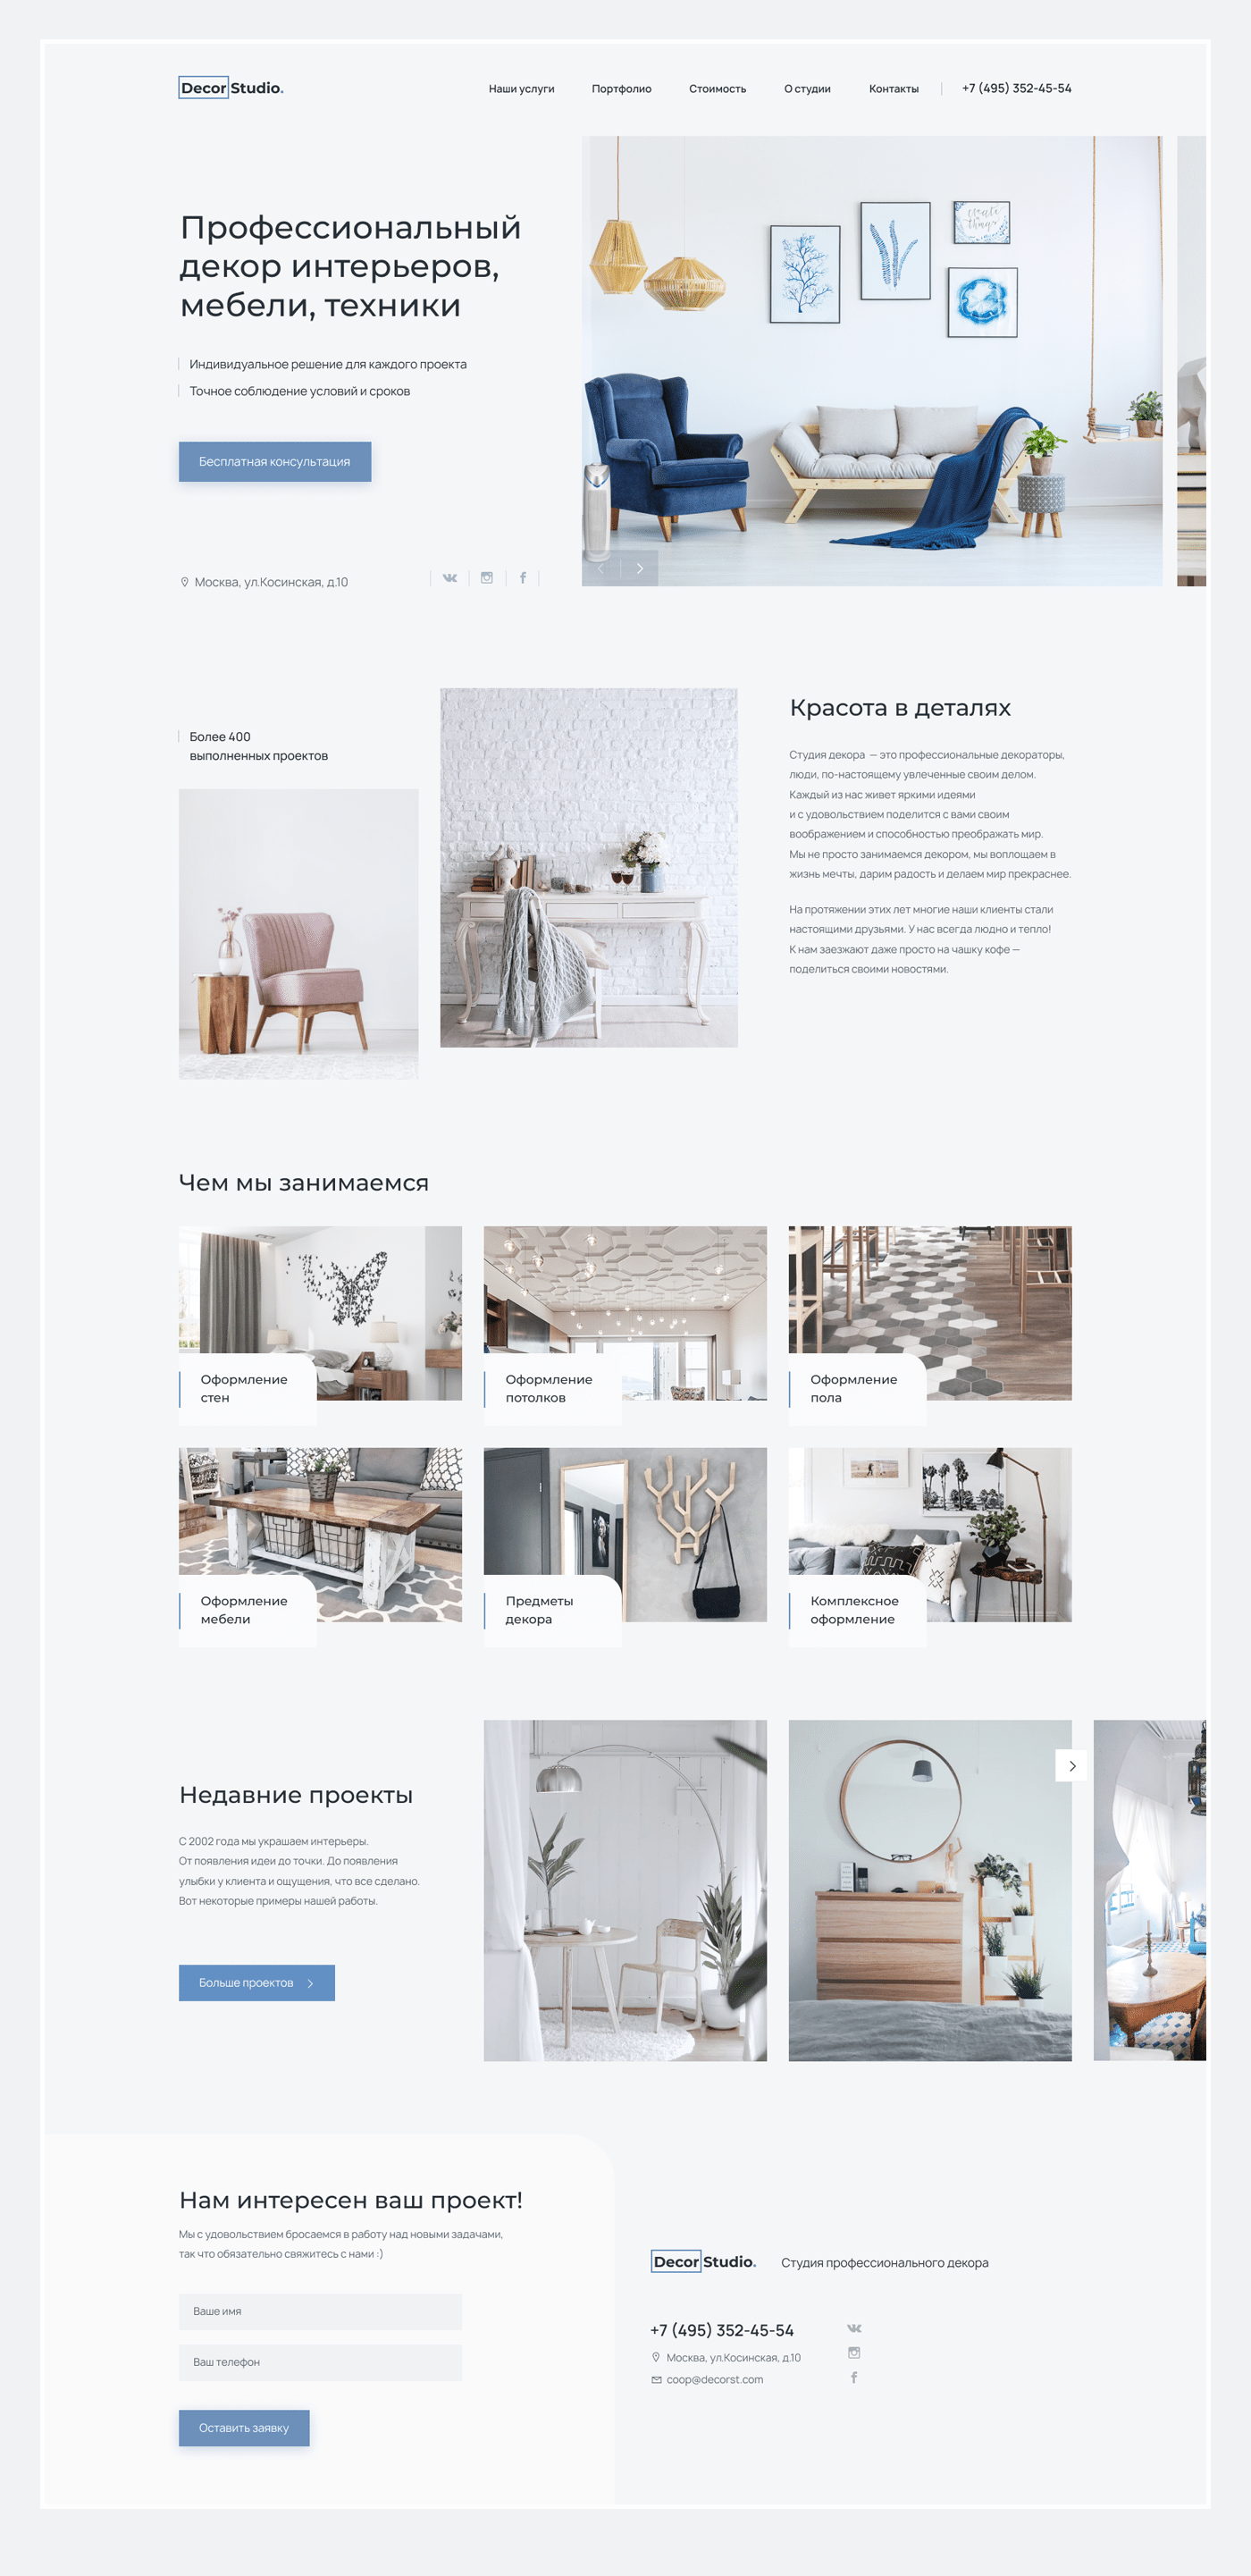 Decor Studio.
Наши услуги
Портфолио
Стоимость
О студии
Контакты
+7 (495) 352-45-54
Профессиональный
декор интерьеров,
мебели, техники
Индивидуальное решение для каждого проекта
Точное соблюдение условий и сроков
Бесплатная консультация
Москва, ул.Косинская, д.10
Более 400
выполненных проектов
Красота в деталях
Студия декора — это профессиональные декораторы,
люди, по-настоящему увлеченные своим делом.
Каждый из нас живет яркими идеями
и с удовольствием поделится с вами своим
воображением и способностью преображать мир.
Мы не просто занимаемся декором, мы воплощаем в
жизнь мечты, дарим радость и делаем мир прекраснее.
На протяжении этих лет многие наши клиенты стали
настоящими друзьями. У нас всегда людно и тепло!
К нам заезжают даже просто на чашку кофе —
поделиться своими новостями.
Чем мы занимаемся
Оформление
стен
Оформление
потолков
Оформление
пола
Оформление
мебели
Предметы
декора
Комплексное
оформление
Недавние проекты
С 2002 года мы украшаем интерьеры.
От появления идеи до точки. До появления
улыбки у клиента и ощущения, что все сделано.
Вот некоторые примеры нашей работы.
Больше проектов
Нам интересен ваш проект!
Мы с удовольствием бросаемся в работу над новыми задачами,
так что обязательно свяжитесь с нами :)
Ваше имя
Ваш телефон
Оставить заявку
Decor Studio.
Студия профессионального декора
+7 (495) 352-45-54
Москва, ул.Косинская, д.10
coop@decorst.com